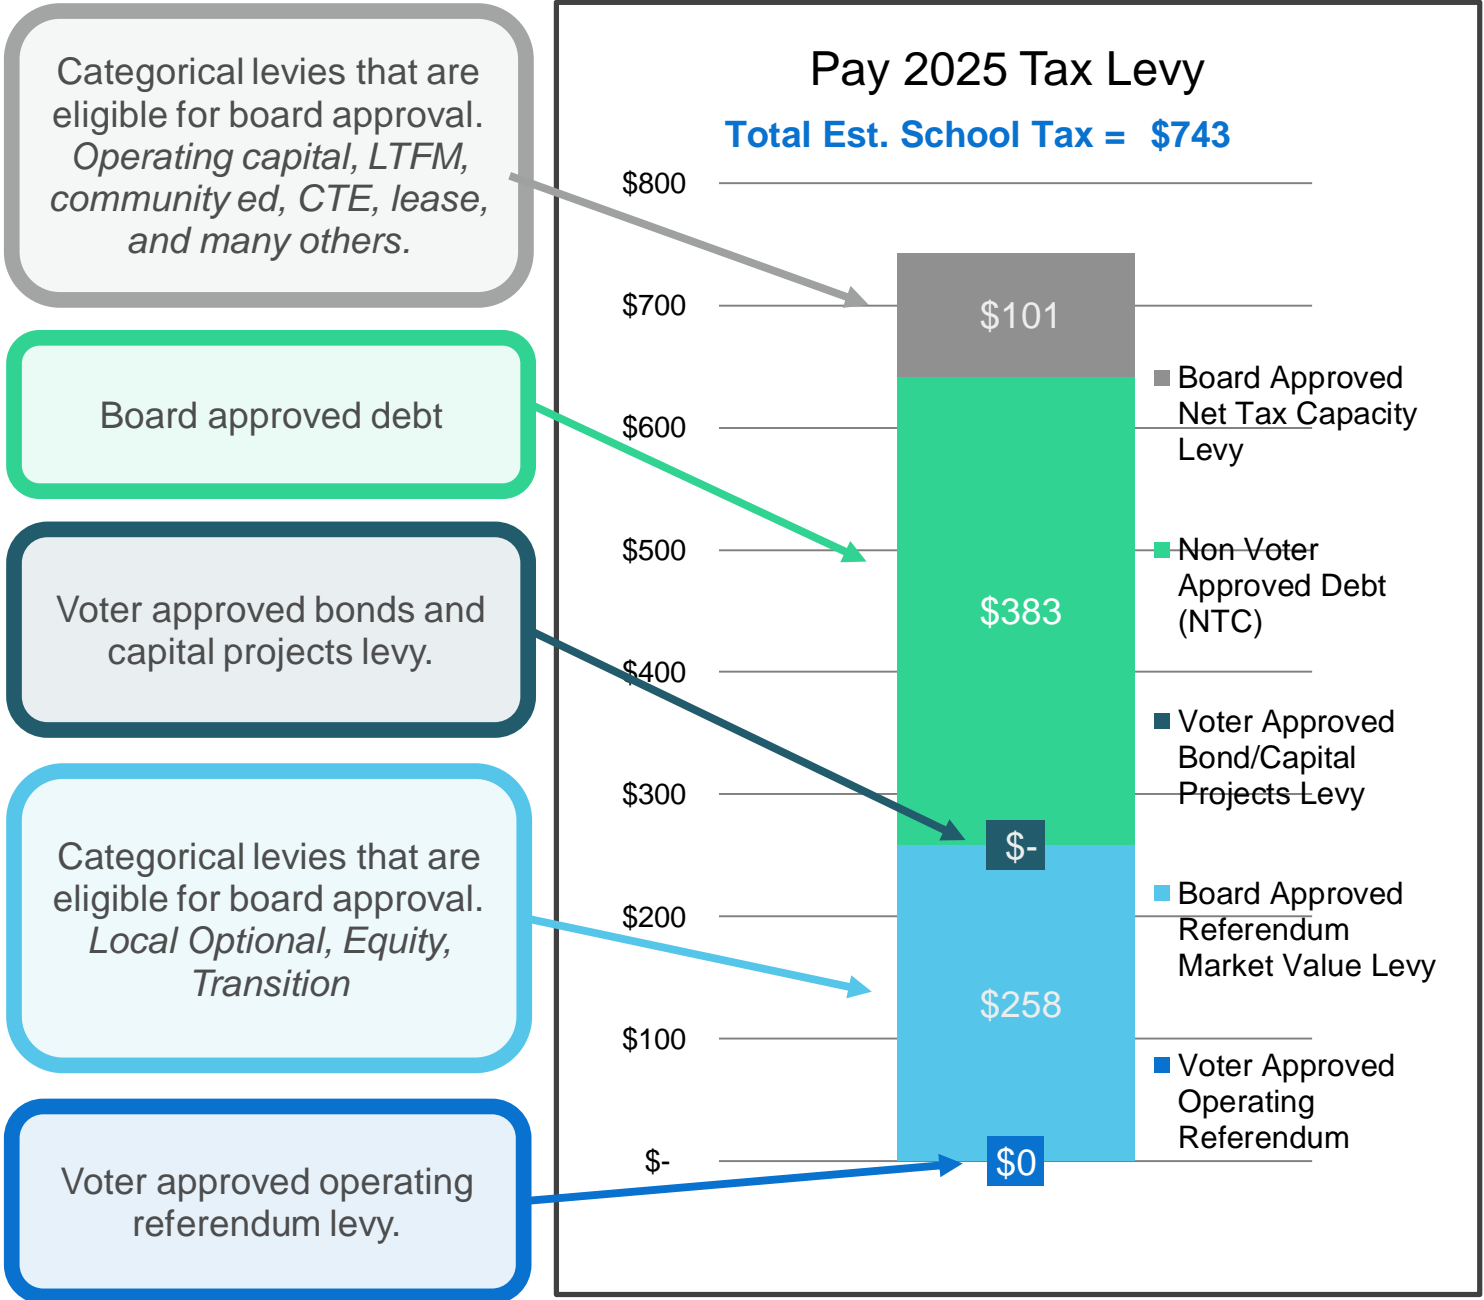 Categorical levies that are
eligible for board approval.
Operating capital, LTFM,
community ed, CTE, lease,
and many others.
Board approved debt
Voter approved bonds and
capital projects levy.
Categorical levies that are
eligible for board approval.
Local Optional, Equity,
Transition
Voter approved operating
referendum levy.
Pay 2025 Tax Levy
Total Est. School Tax = $743
$800
$700
$600
$500
$400
$300
$200
$100
$-
$101
$383
$-
$258
$0
Board Approved
Net Tax Capacity
Levy
Non Voter
Approved Debt
(NTC)
Voter Approved
Bond/Capital
Projects Levy
Board Approved
Referendum
Market Value Levy
Voter Approved
Operating
Referendum